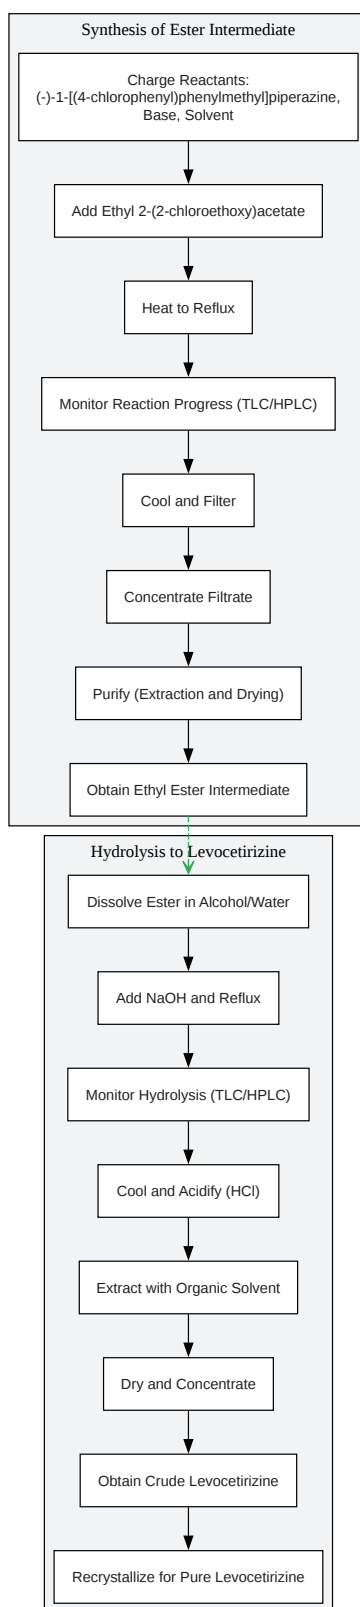 Synthesis of Ester Intermediate
Charge Reactants:
(-)-1-[(4-chlorophenyl)phenylmethyl]piperazine,
Base, Solvent
Add Ethyl 2-(2-chloroethoxy)acetate
Heat to Reflux
Monitor Reaction Progress (TLC/HPLC)
Cool and Filter
Concentrate Filtrate
Purify (Extraction and Drying)
Obtain Ethyl Ester Intermediate
Hydrolysis to Levocetirizine
Dissolve Ester in Alcohol/Water
Add NaOH and Reflux
Monitor Hydrolysis (TLC/HPLC)
Cool and Acidify (HCl)
Extract with Organic Solvent
Dry and Concentrate
Obtain Crude Levocetirizine
Recrystallize for Pure Levocetirizine